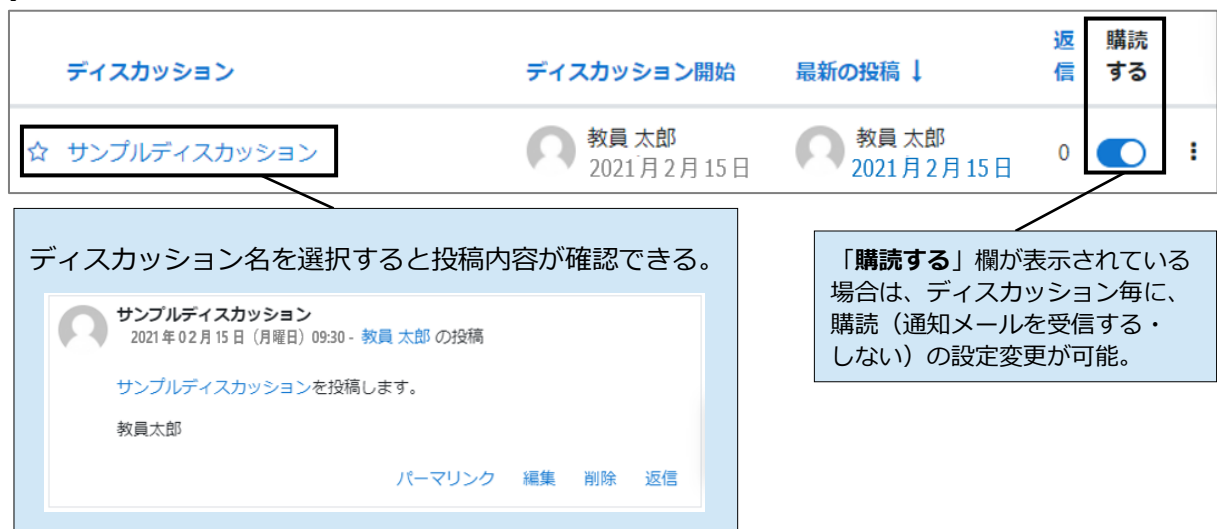 ディスカッション ディスカッション開始 最新の投稿 ↓ 返信 購読する
サンプルディスカッション 教員 太郎 教員 太郎 0
2021月2月15日 2021月2月15日
ディスカッション名を選択すると投稿内容が確認できる。
サンプルディスカッション
2021年02月15日（月曜日）09:30 - 教員 太郎 の投稿
サンプルディスカッションを投稿します。
教員太郎
パーマリンク 編集 削除 返信
「購読する」欄が表示されている
場合は、ディスカッション毎に、
購読（通知メールを受信する・
しない）の設定変更が可能。